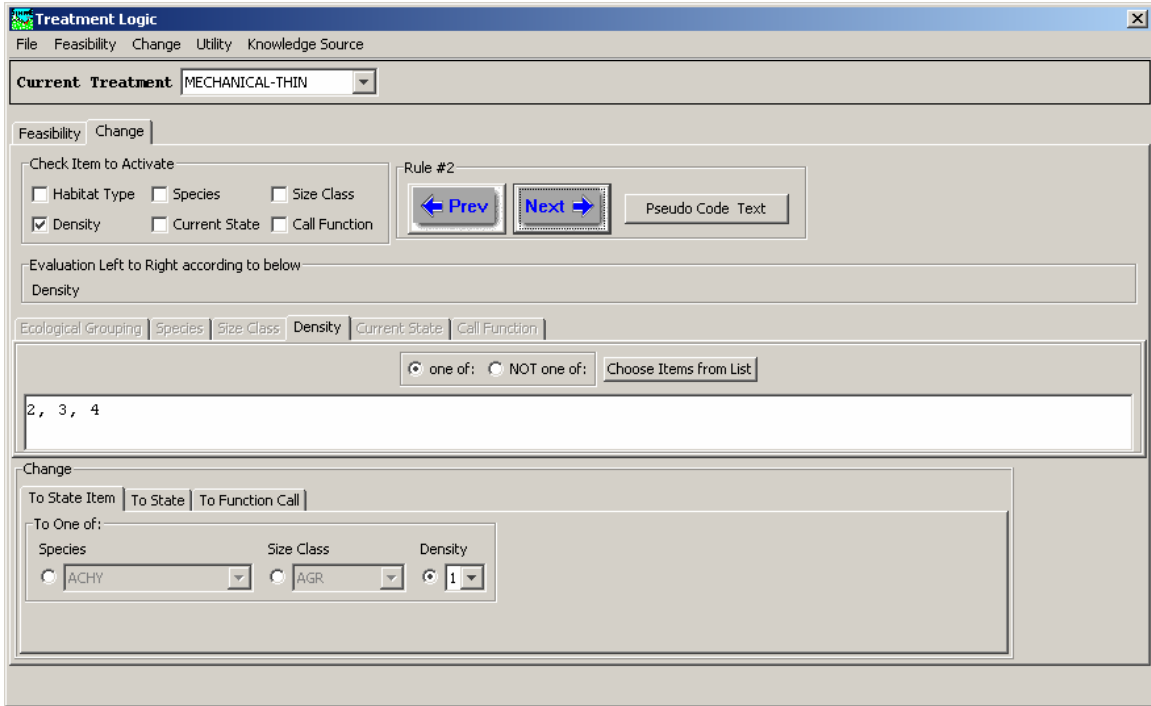 Treatment Logic
File Feasibility Change Utility Knowledge Source
Current Treatment MECHANICAL-THIN
Feasibility Change
Check Item to Activate
Habitat Type Species Size Class
Density Current State Call Function
Rule #2
Prev Next Pseudo Code Text
Evaluation Left to Right according to below
Density
Ecological Grouping Species Size Class Density Current State Call Function
one of: NOT one of: Choose Items from List
2, 3, 4
Change
To State Item To State To Function Call
To One of:
Species Size Class Density
ACHY AGR 1